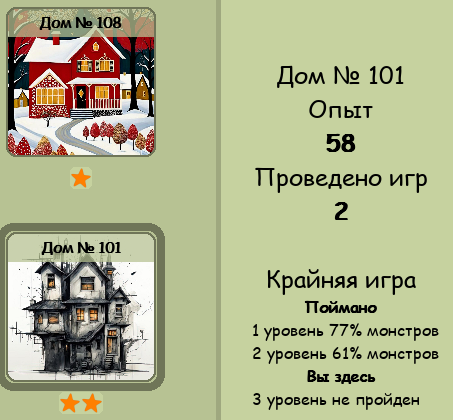 Дом № 108
Дом № 101
Дом № 101
Опыт
58
Проведено игр
2
Крайняя игра
Поймано
1 уровень 77% монстров
2 уровень 61% монстров
Вы здесь
3 уровень не пройден